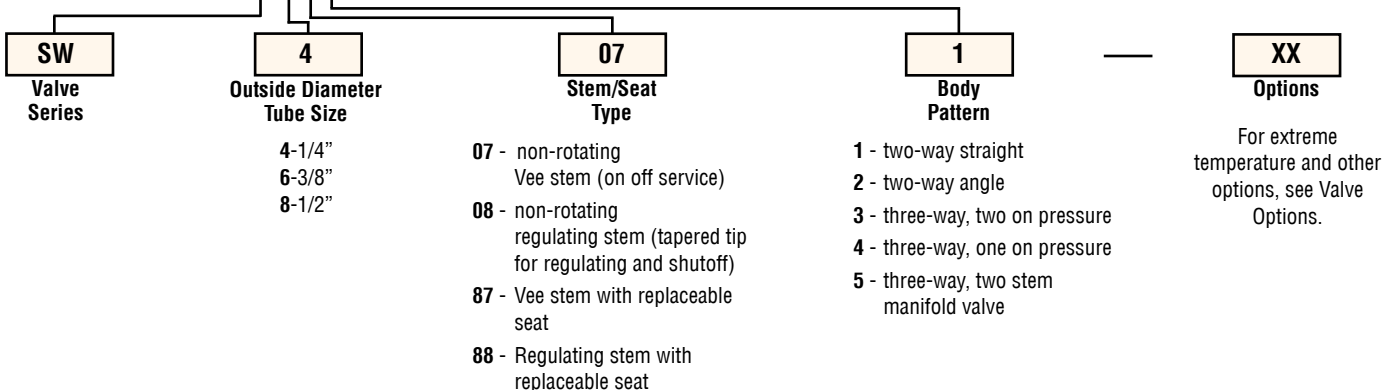 SW
Valve
Series
4
Outside Diameter
Tube Size
4-1/4”
6-3/8”
8-1/2”
07
Stem/Seat
Type
07 - non-rotating
Vee stem (on off service)
08 - non-rotating
regulating stem (tapered tip
for regulating and shutoff)
87 - Vee stem with replaceable
seat
88 - Regulating stem with
replaceable seat
1
Body
Pattern
1 - two-way straight
2 - two-way angle
3 - three-way, two on pressure
4 - three-way, one on pressure
5 - three-way, two stem
manifold valve
—
XX
Options
For extreme
temperature and other
options, see Valve
Options.